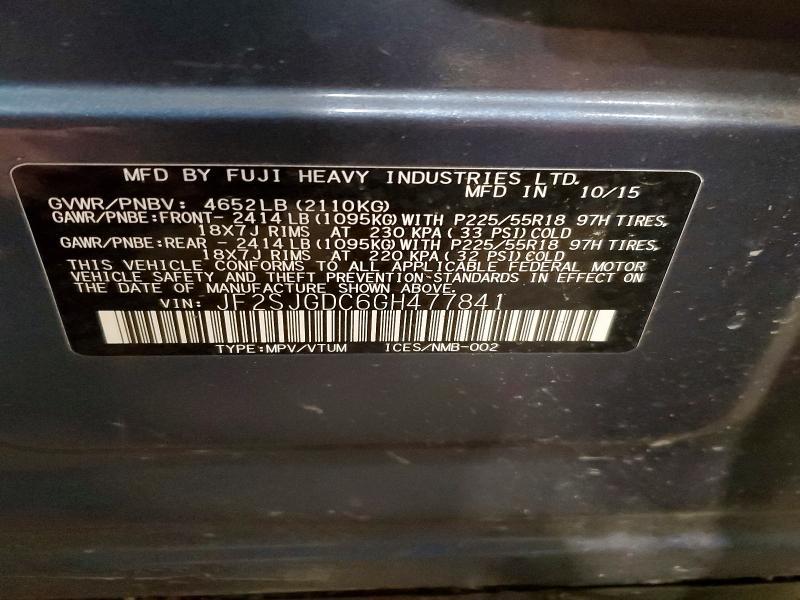 MFD BY FUJI HEAVY INDUSTRIES LTD.
MFD IN 10/15
GVWR/PNBV: 4652LB (2110KG)
GAWR/PNBE:FRONT- 2414LB (1095KG) WITH P225/55R18 97H TIRES,
18X7J RIMS AT 230 KPA (33 PSI) COLD
GAWR/PNBE:REAR - 2414LB (1095KG) WITH P225/55R18 97H TIRES,
18X7J RIMS AT 220 KPA (32 PSI) COLD
THIS VEHICLE CONFORMS TO ALL APPLICABLE FEDERAL MOTOR
VEHICLE SAFETY AND THEFT PREVENTION-STANDARDS IN EFFECT ON
THE DATE OF MANUFACTURE SHOWN ABOVE.
VIN: JF2SJGDC6GH477841
TYPE:MPV/VTUM ICES/NMB-002